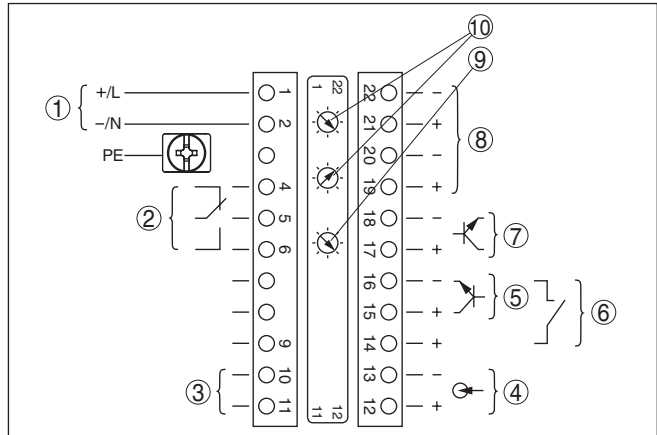 ⑩
⑨
① +/L 1 1 22 22 −
−/N 2 21 +
PE 20 − ⑧
4 19 +
② 5 18 − ⑦
6 17 +
16 − ⑤
15 + ⑥
9 14 +
③ 10 13 − ④
11 11 12 12 +